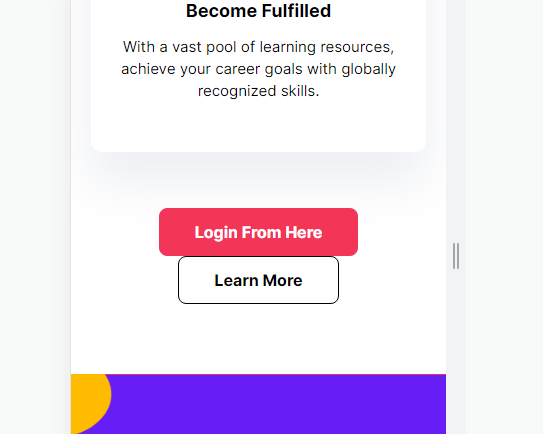 Become Fulfilled
With a vast pool of learning resources,
achieve your career goals with globally
recognized skills.
Login From Here
Learn More